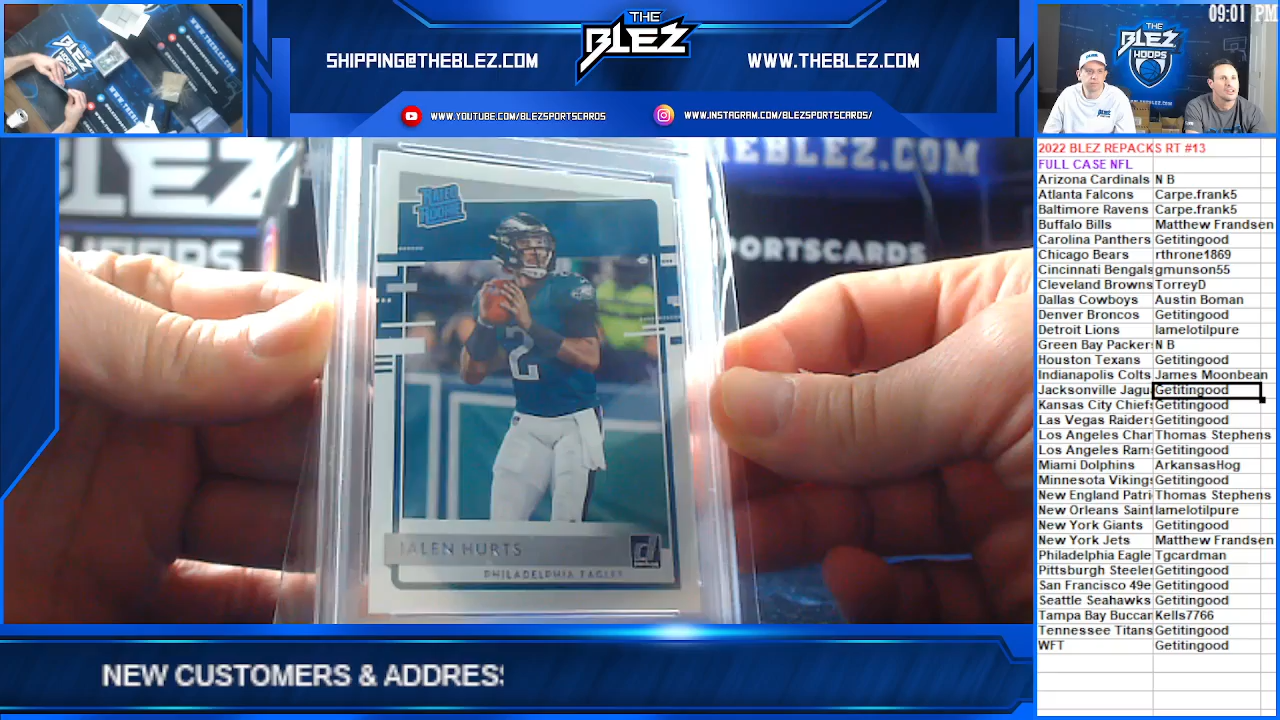 09:01 PM
THE
BLEZ
SHIPPING@THEBLEZ.COM
WWW.THEBLEZ.COM
WWW.YOUTUBE.COM/BLEZSPORTSCARDS
WWW.INSTAGRAM.COM/BLEZSPORTSCARDS/
THE
BLEZ
HOOPS
BLEZ
THEBLEZ.COM
SPORTSCARDS
RATED
ROOKIE
2
JALEN HURTS
PHILADELPHIA EAGLES
NEW CUSTOMERS & ADDRESS
2022 BLEZ REPACKS RT #13
FULL CASE NFL
Arizona Cardinals N B
Atlanta Falcons Carpe.frank5
Baltimore Ravens Carpe.frank5
Buffalo Bills Matthew Frandsen
Carolina Panthers Getitingood
Chicago Bears rthrone1869
Cincinnati Bengals gmunson55
Cleveland Browns TorreyD
Dallas Cowboys Austin Boman
Denver Broncos Getitingood
Detroit Lions lamelotilpure
Green Bay Packer N B
Houston Texans Getitingood
Indianapolis Colts James Moonbean
Jacksonville Jagu Getitingood
Kansas City Chief Getitingood
Las Vegas Raider Getitingood
Los Angeles Char Thomas Stephens
Los Angeles Ram Getitingood
Miami Dolphins ArkansasHog
Minnesota Viking Getitingood
New England Patri Thomas Stephens
New Orleans Saint lamelotilpure
New York Giants Getitingood
New York Jets Matthew Frandsen
Philadelphia Eagle Tgcardman
Pittsburgh Steeler Getitingood
San Francisco 49e Getitingood
Seattle Seahawks Getitingood
Tampa Bay Buccan Kells7766
Tennessee Titans Getitingood
WFT Getitingood